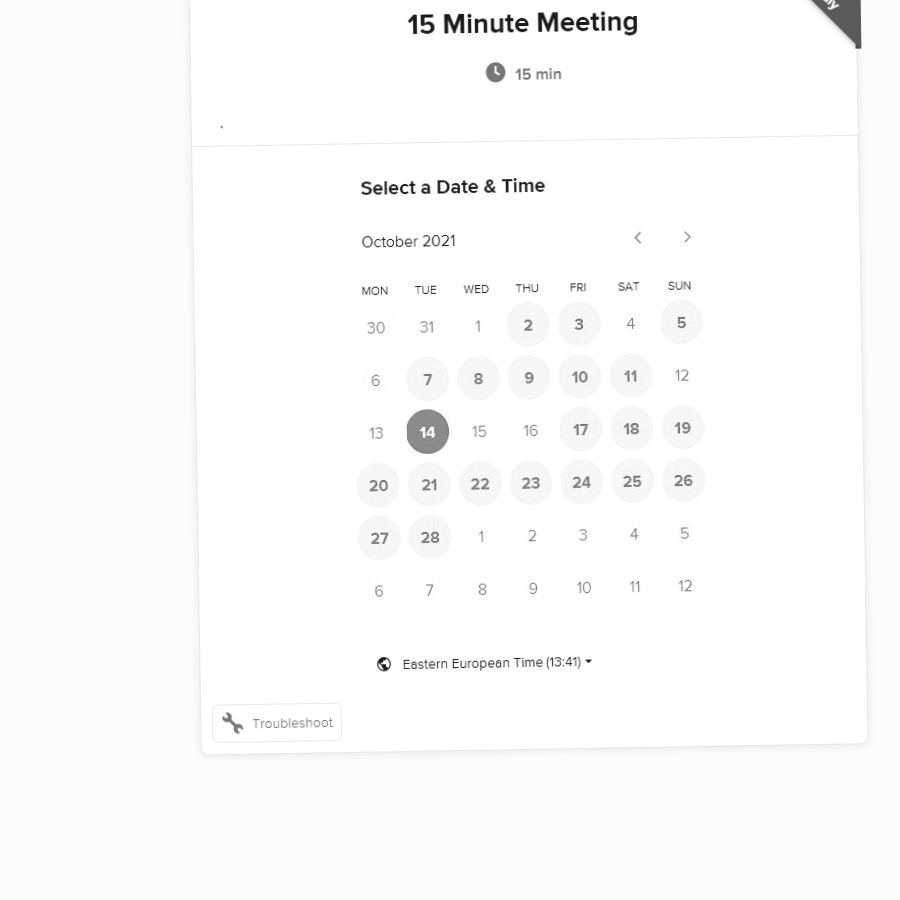 15 Minute Meeting
15 min
Select a Date & Time
October 2021
MON TUE WED THU FRI SAT SUN
30 31 1 2 3 4 5
6 7 8 9 10 11 12
13 14 15 16 17 18 19
20 21 22 23 24 25 26
27 28 1 2 3 4 5
6 7 8 9 10 11 12
Eastern European Time (13:41)
Troubleshoot